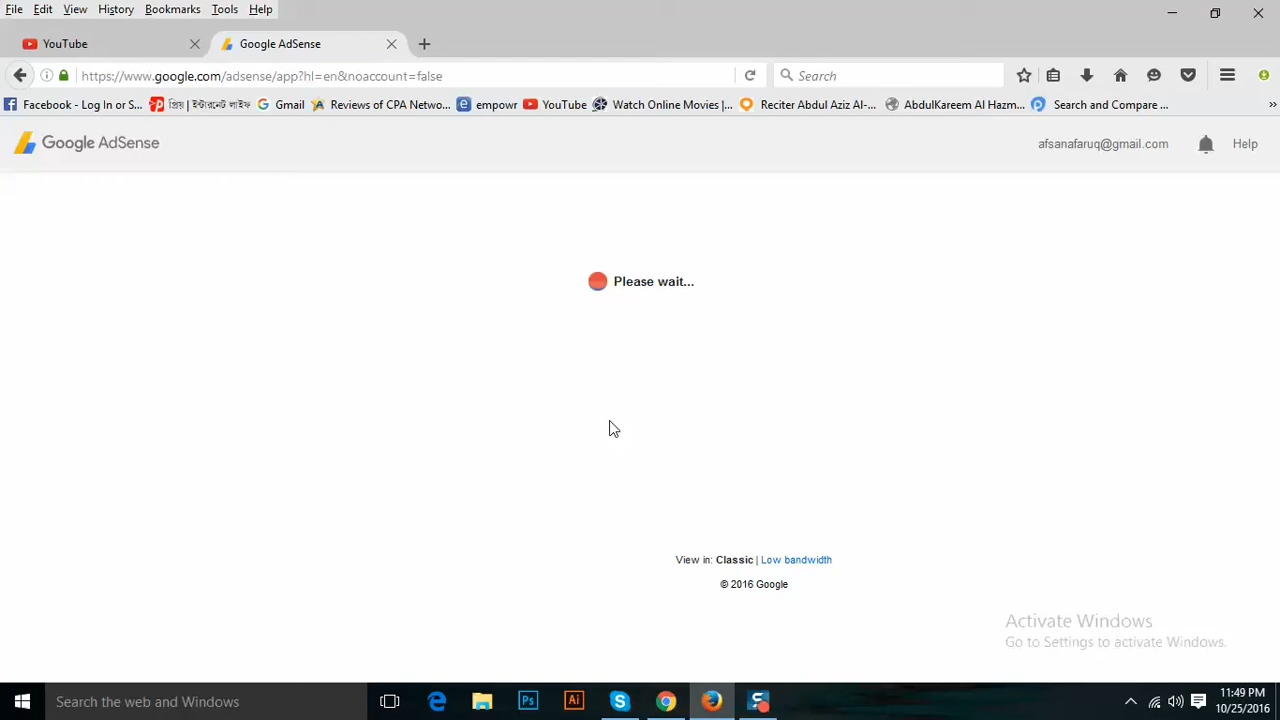 File Edit View History Bookmarks Tools Help
YouTube Google AdSense
https://www.google.com/adsense/app?hl=en&noaccount=false Search
Facebook - Log In or S... প্রিয় | ইন্টারনেট লাইফ Gmail Reviews of CPA Netwo... empowr YouTube Watch Online Movies |... Reciter Abdul Aziz Al-... AbdulKareem Al Hazm... Search and Compare ...
Google AdSense afsanafaruq@gmail.com Help
Please wait...
View in: Classic | Low bandwidth
© 2016 Google
Activate Windows
Go to Settings to activate Windows.
Search the web and Windows
11:49 PM
10/25/2016